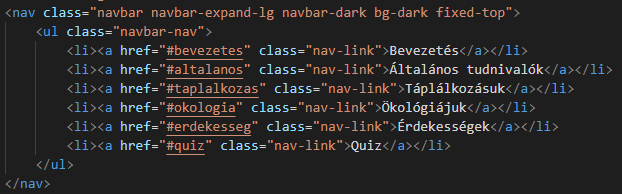 <nav class="navbar navbar-expand-lg navbar-dark bg-dark fixed-top">
<ul class="navbar-nav">
<li><a href="#bevezetes" class="nav-link">Bevezetés</a></li>
<li><a href="#altalanos" class="nav-link">Általános tudnivalók</a></li>
<li><a href="#taplalkozas" class="nav-link">Táplálkozásuk</a></li>
<li><a href="#okologia" class="nav-link">Ökológiájuk</a></li>
<li><a href="#erdekesseg" class="nav-link">Érdekességek</a></li>
<li><a href="#quiz" class="nav-link">Quiz</a></li>
</ul>
</nav>